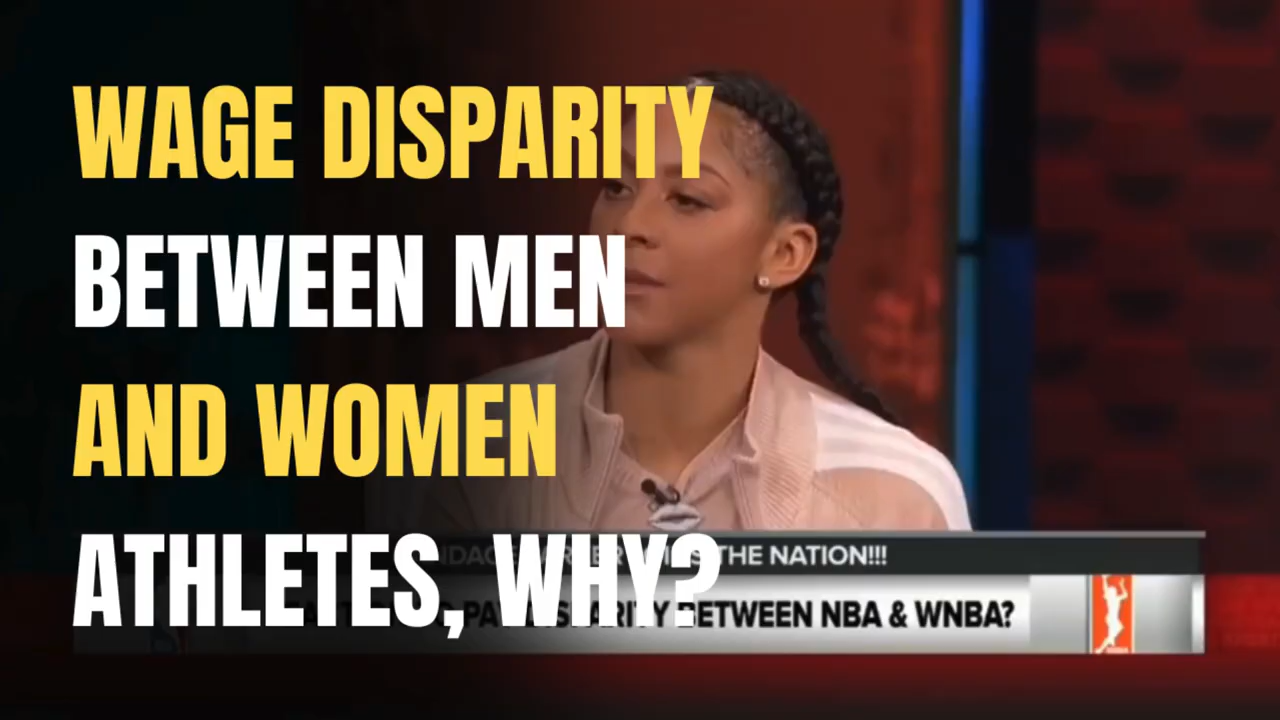 WAGE DISPARITY
BETWEEN MEN
AND WOMEN
ATHLETES, WHY?
THE NATION!!!
BETWEEN NBA & WNBA?